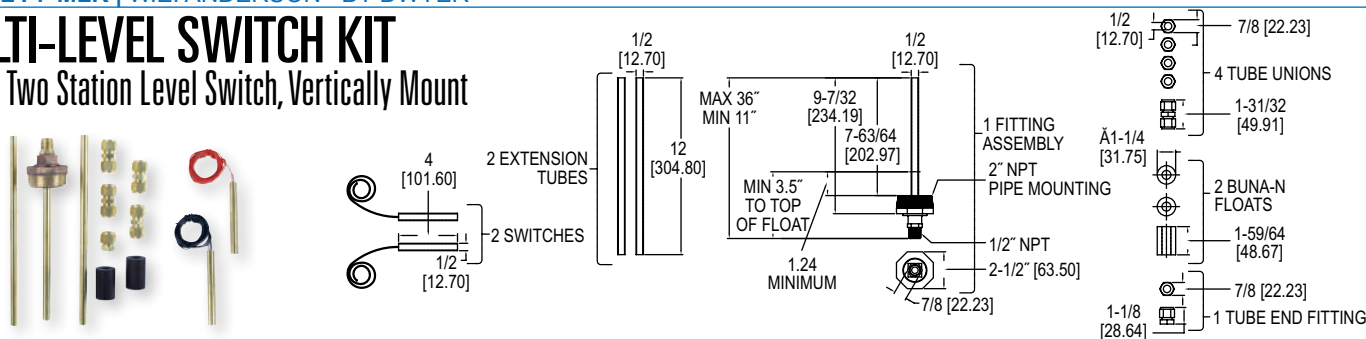 WILLANDERSON - BY DWYER
LTI-LEVEL SWITCH KIT
Two Station Level Switch, Vertically Mount
4
[101.60]
2 SWITCHES
1/2
[12.70]
1/2
[12.70]
2 EXTENSION
TUBES
12
[304.80]
1/2
[12.70]
MAX 36˝
MIN 11˝
9-7/32
[234.19]
7-63/64
[202.97]
MIN 3.5˝
TO TOP
OF FLOAT
1.24
MINIMUM
1 FITTING
ASSEMBLY
2˝ NPT
PIPE MOUNTING
1/2˝ NPT
2-1/2˝ [63.50]
7/8 [22.23]
1/2
[12.70]
7/8 [22.23]
4 TUBE UNIONS
1-31/32
[49.91]
Ă1-1/4
[31.75]
2 BUNA-N
FLOATS
1-59/64
[48.67]
7/8 [22.23]
1-1/8
[28.64]
1 TUBE END FITTING